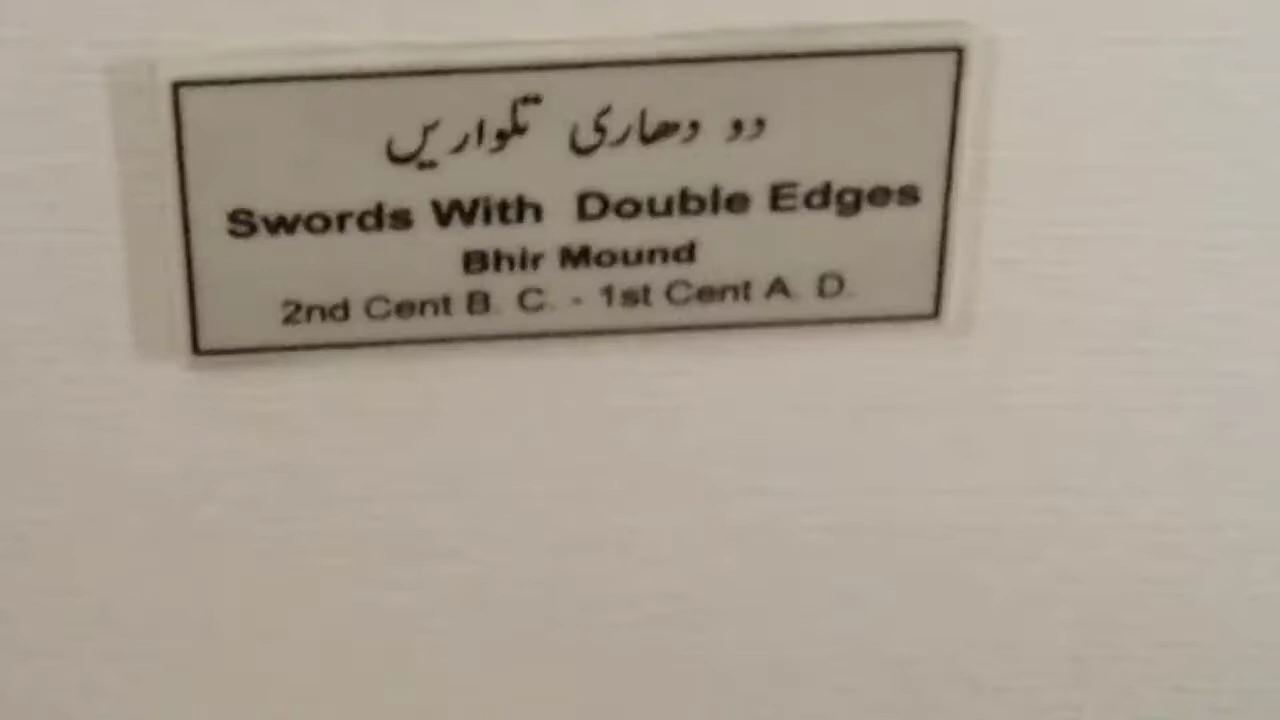 دو دھاری تلواریں
Swords With Double Edges
Bhir Mound
2nd Cent B. C. - 1st Cent A. D.